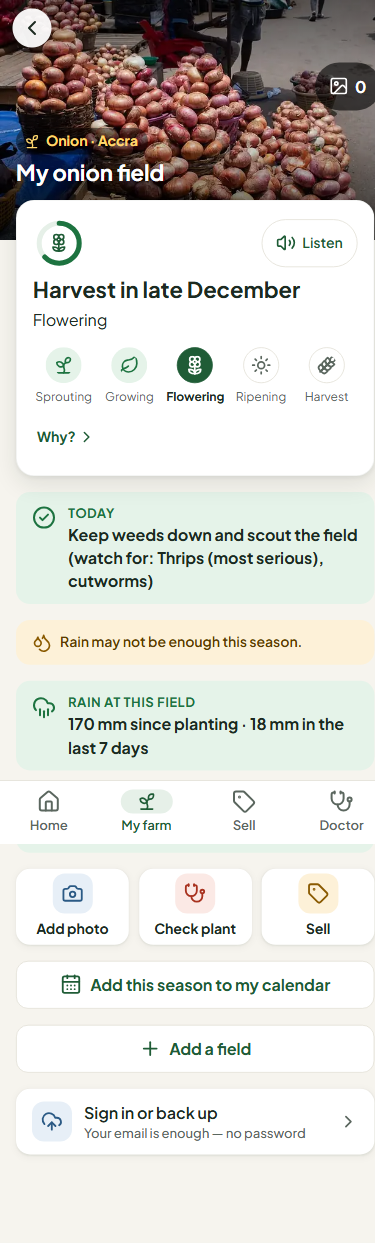 0
Onion · Accra
My onion field
Listen
Harvest in late December
Flowering
Sprouting
Growing
Flowering
Ripening
Harvest
Why?
TODAY
Keep weeds down and scout the field
(watch for: Thrips (most serious),
cutworms)
Rain may not be enough this season.
RAIN AT THIS FIELD
170 mm since planting · 18 mm in the
last 7 days
Home
My farm
Sell
Doctor
Add photo
Check plant
Sell
Add this season to my calendar
Add a field
Sign in or back up
Your email is enough — no password